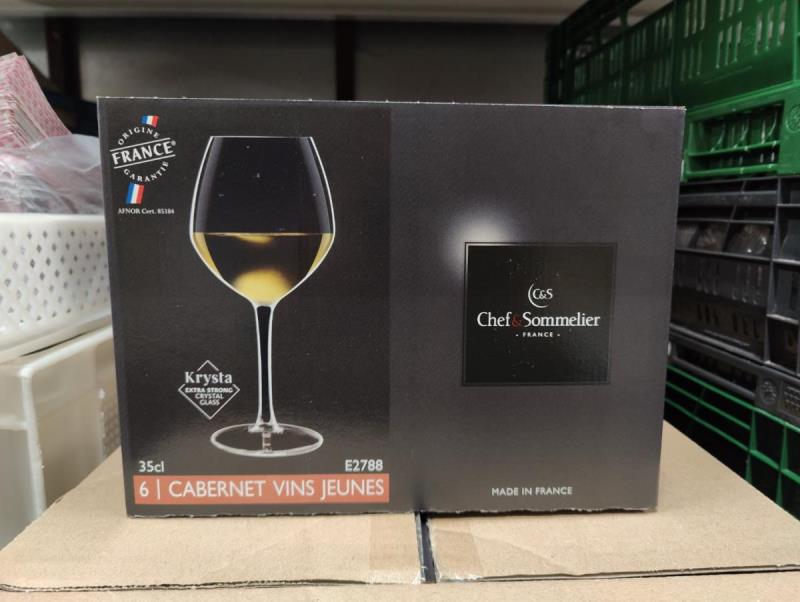 ORIGINE
FRANCE®
GARANTIE
AFNOR Cert. 85184
Krysta
EXTRA STRONG
CRYSTAL
GLASS
35cl
E2788
6 | CABERNET VINS JEUNES
C&S
Chef&Sommelier
- FRANCE -
MADE IN FRANCE